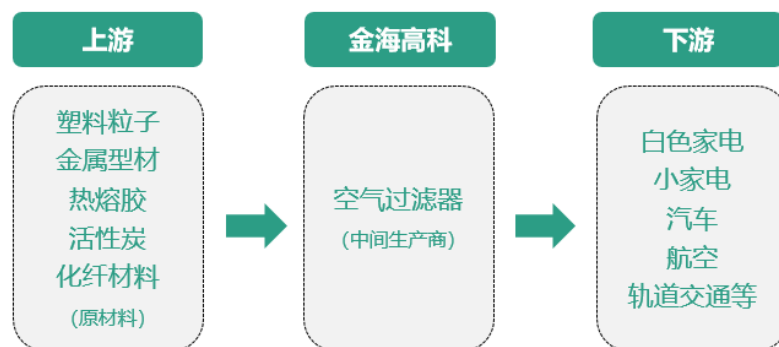 上游
塑料粒子
金属型材
热熔胶
活性炭
化纤材料
(原材料)
金海高科
空气过滤器
(中间生产商)
下游
白色家电
小家电
汽车
航空
轨道交通等